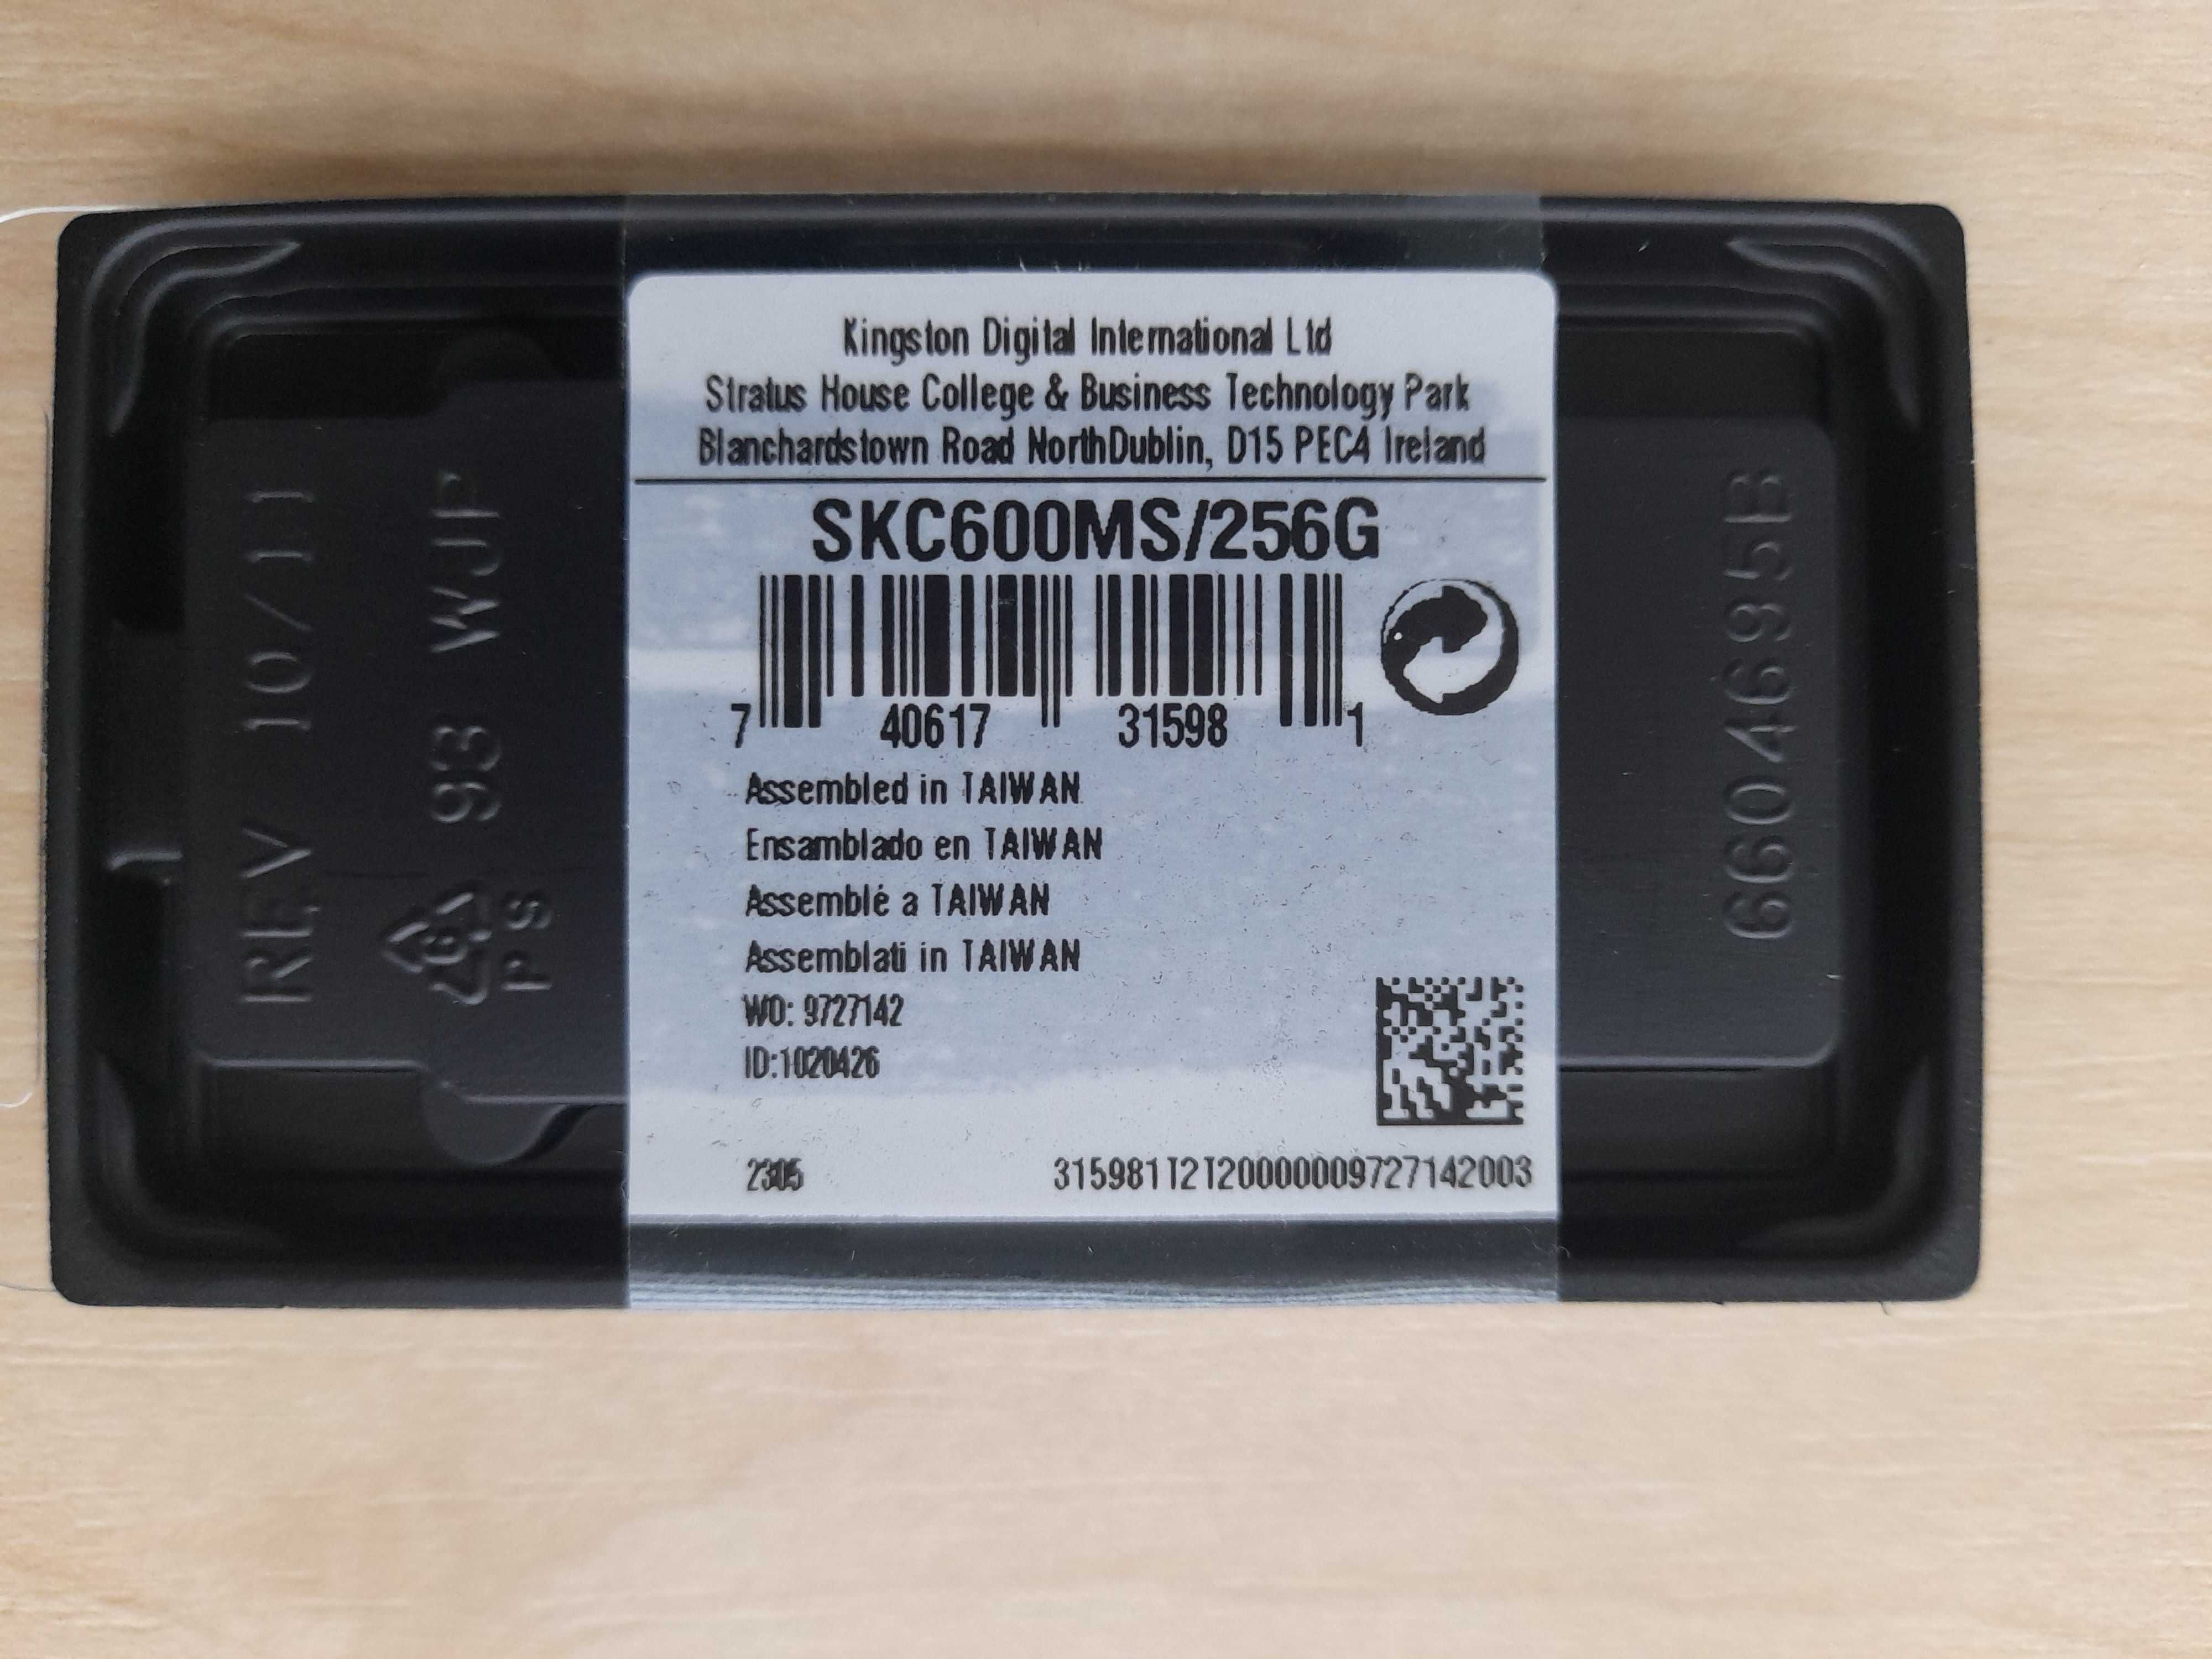 Kingston Digital International Ltd
Stratus House College & Business Technology Park
Blanchardstown Road NorthDublin, D15 PEC4 Ireland
SKC600MS/256G
7 40617 31598 1
Assembled in TAIWAN
Ensamblado en TAIWAN
Assemblé a TAIWAN
Assemblati in TAIWAN
WO: 9727142
ID:1020426
2305 315981T2T20000009727142003
REV 10/11
93 WJP
6
PS
6604695B